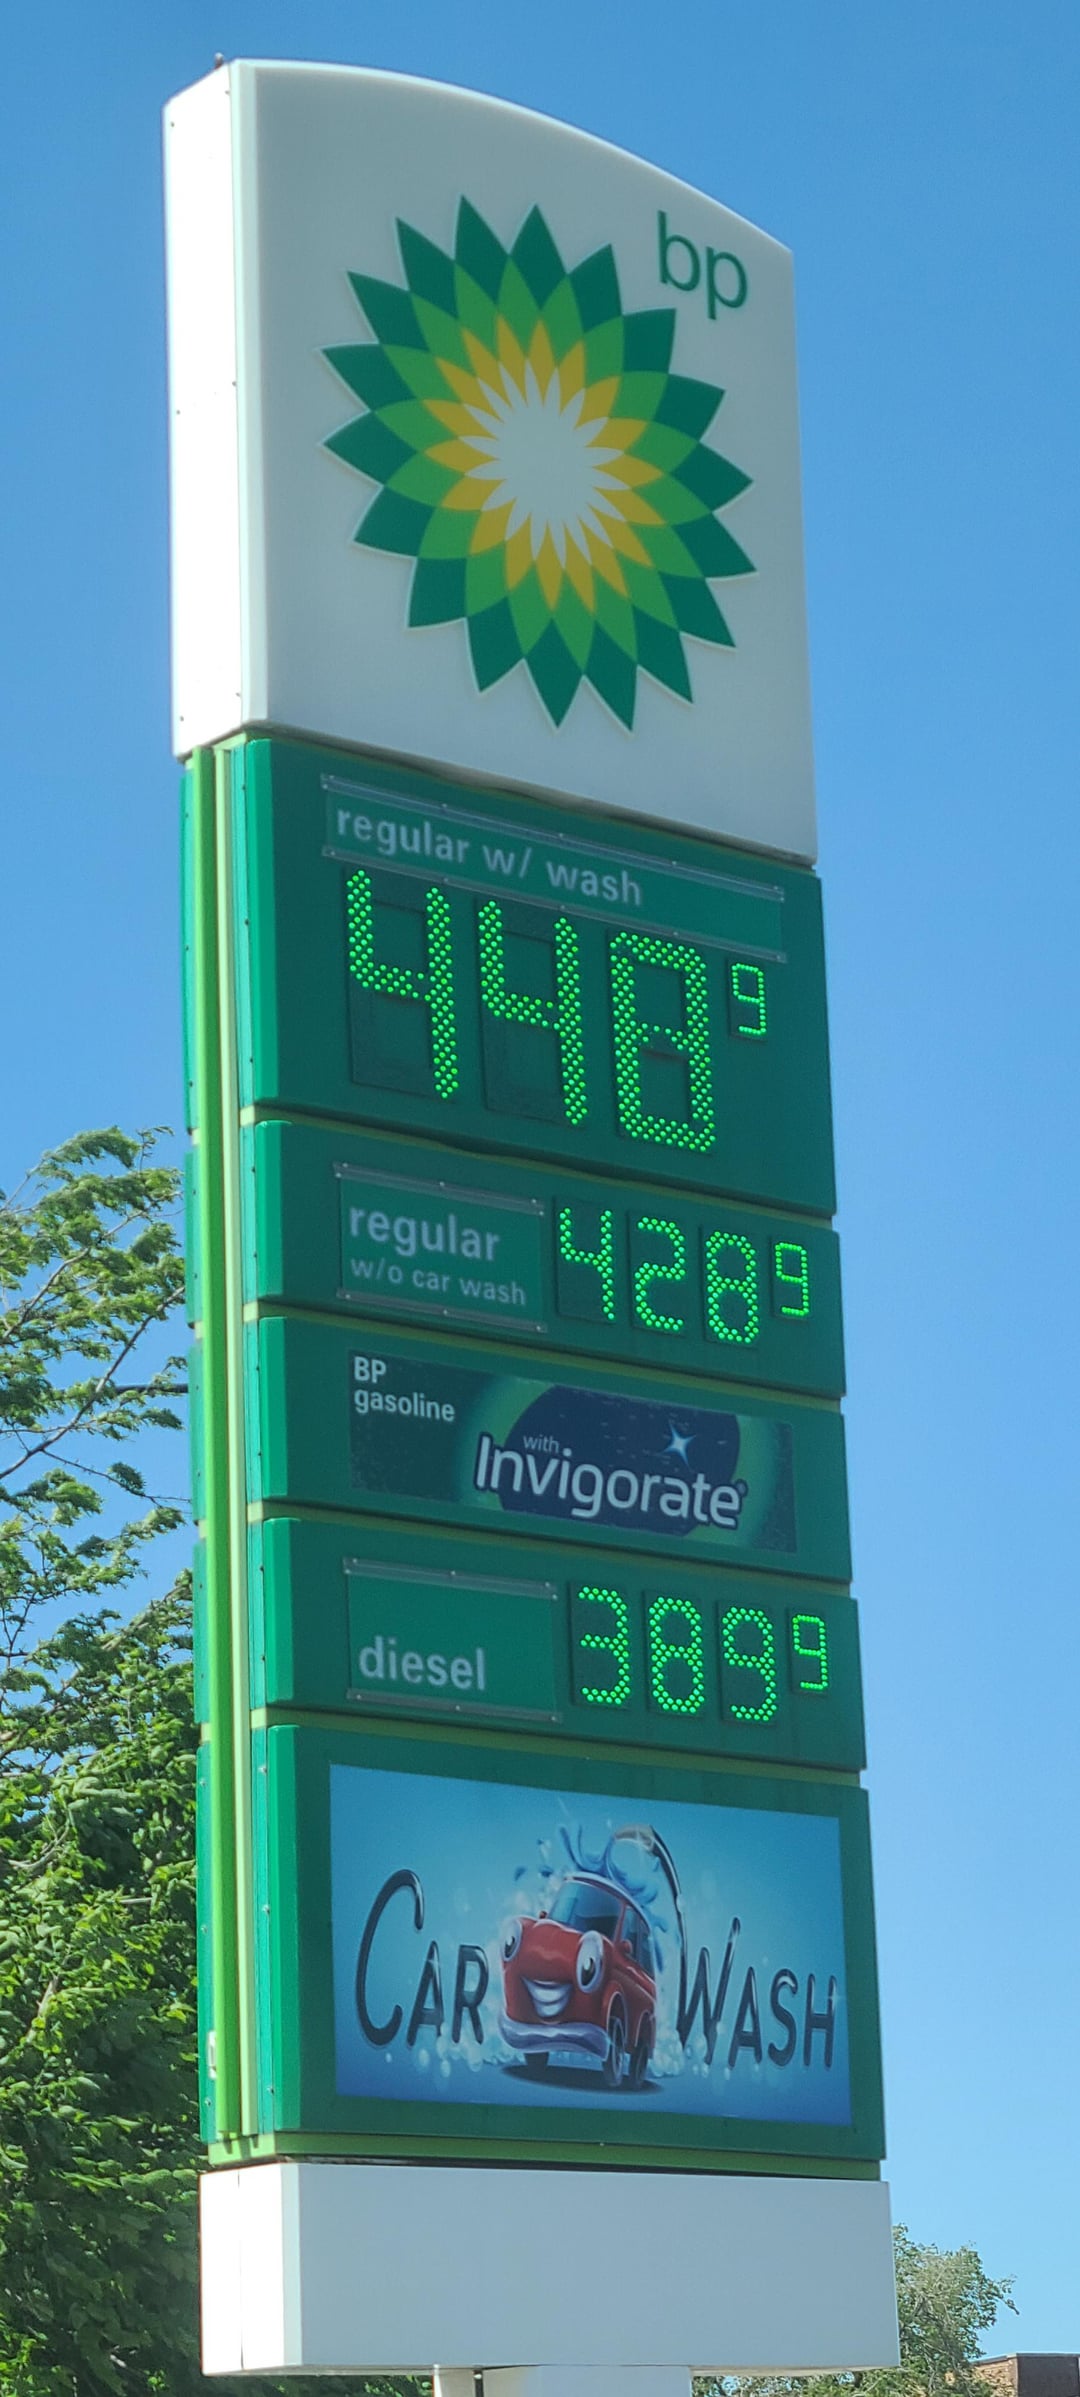 bp
regular w/ wash
448 9
regular
w/o car wash
428 9
BP
gasoline
with
Invigorate®
diesel
389 9
CAR WASH